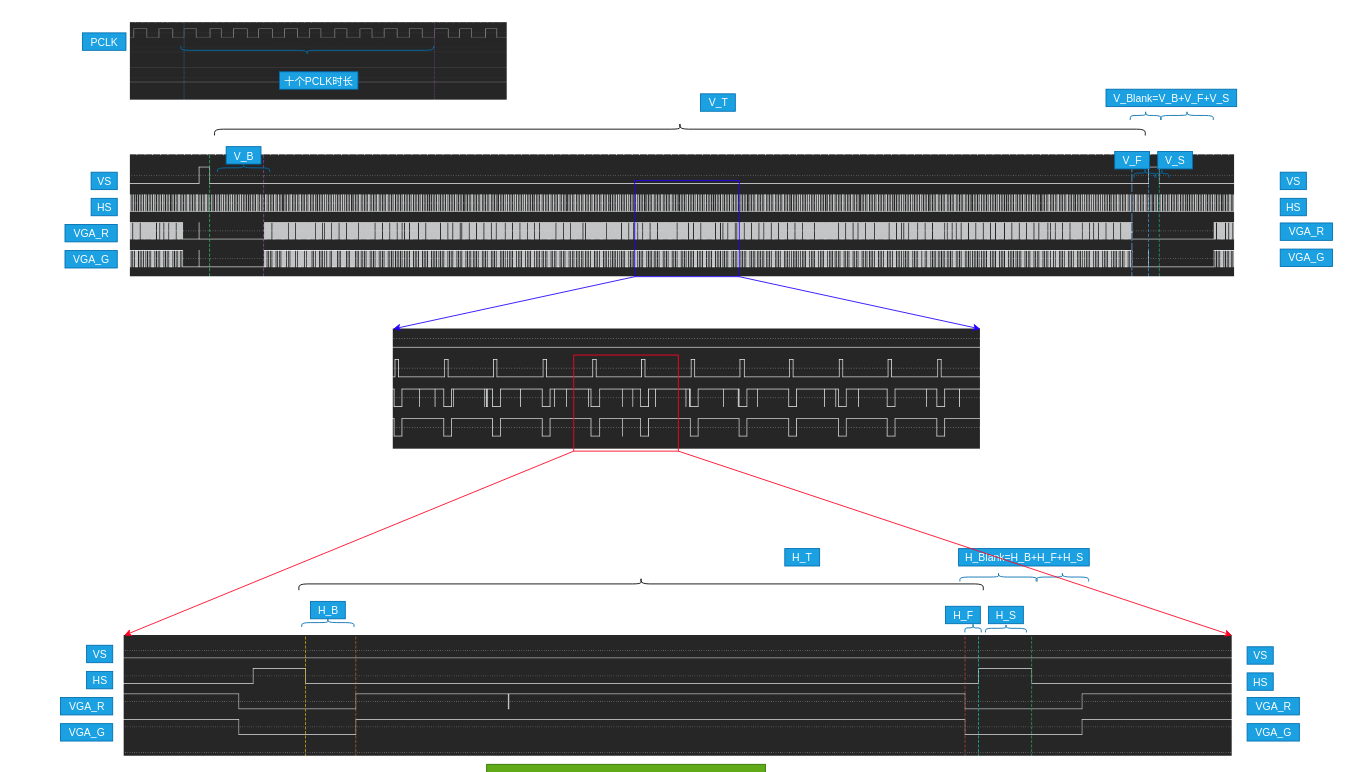 PCLK
十个PCLK时长
V_T
V_Blank=V_B+V_F+V_S
V_B
V_F
V_S
VS
VS
HS
HS
VGA_R
VGA_R
VGA_G
VGA_G
H_T
H_Blank=H_B+H_F+H_S
H_B
H_F
H_S
VS
VS
HS
HS
VGA_R
VGA_R
VGA_G
VGA_G